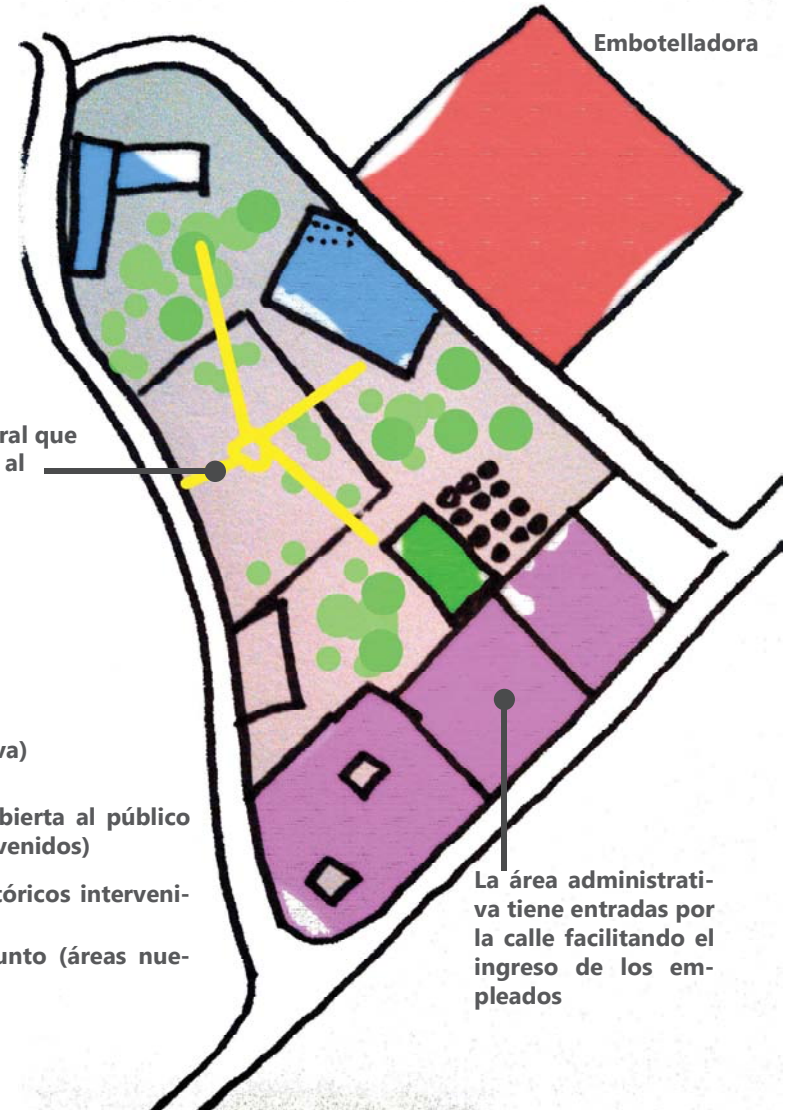 Embotelladora
ral que
al
va)
bierta al público
venidos)
tóricos interveni-
unto (áreas nue-
La área administrati-
va tiene entradas por
la calle facilitando el
ingreso de los em-
pleados